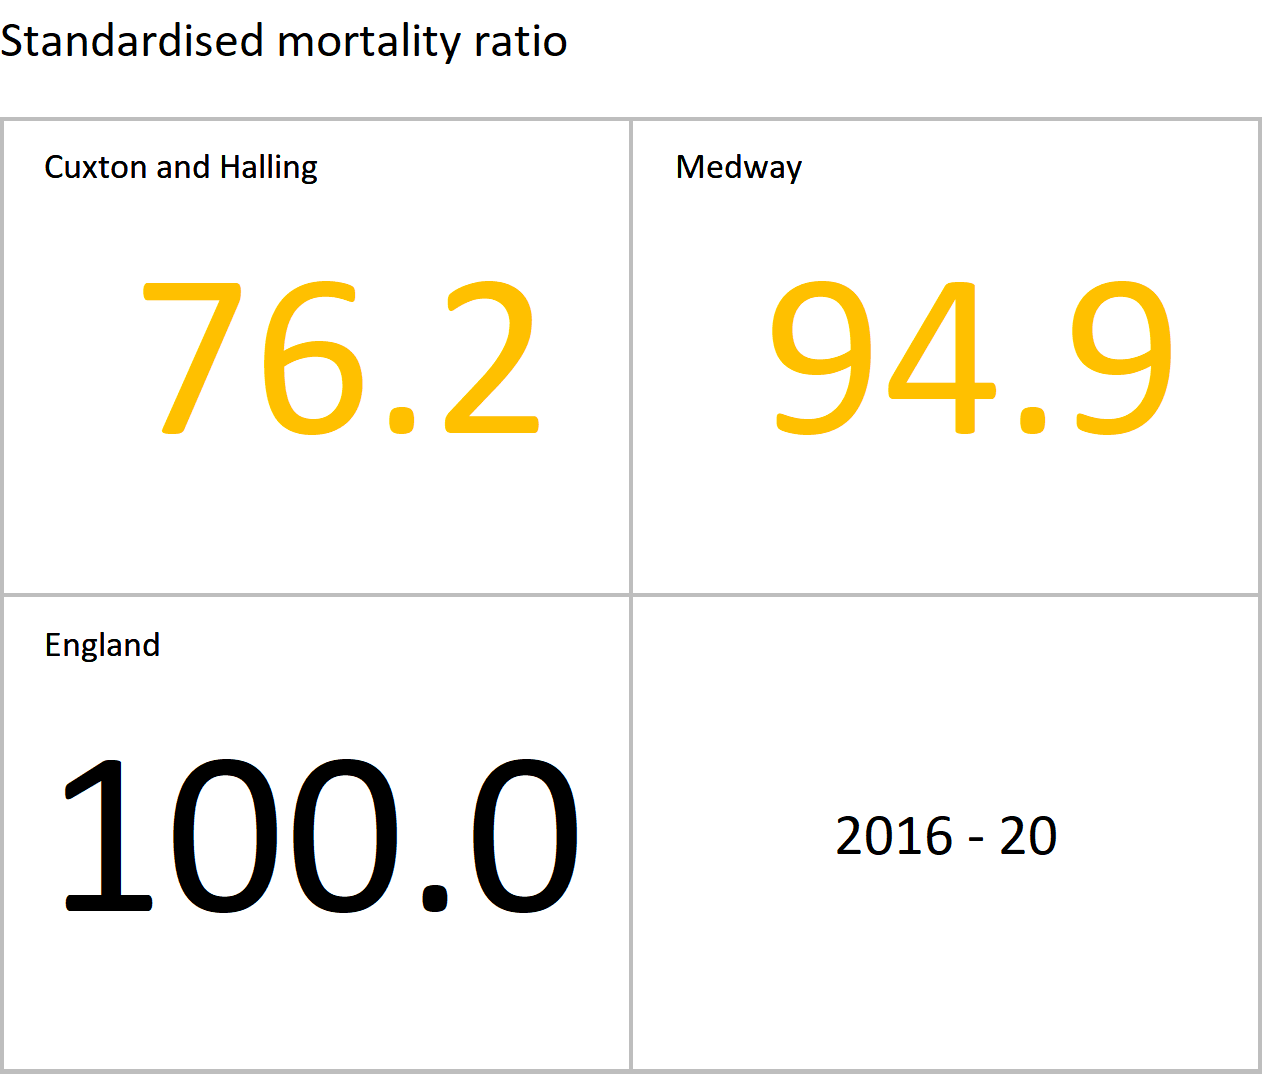 Standardised mortality ratio
Cuxton and Halling
76.2
Medway
94.9
England
100.0
2016 - 20